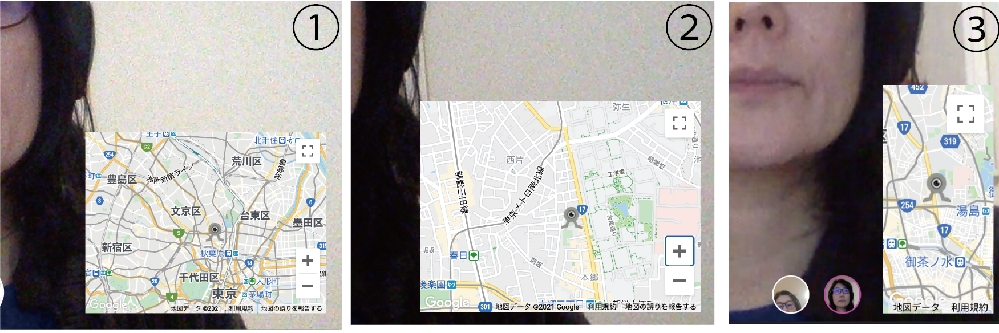 ①
王子
北千住
C2
254
荒川区
常磐線
湘南新宿ライン
豊島区
8
文京区
台東区
6
墨田区
5
新宿区
秋葉原
315
14
千代田区
人形町
20
東京
茅場町
4
Google
地図データ ©2021 利用規約 地図の誤りを報告する
②
根津
弥生
西片
暗闇坂
池
工学坂
都営三田線
東京メトロ南北線
17
合格通り
春日
菊坂
本郷
後楽園
Google
301
地図データ ©2021 Google 利用規約 地図の誤りを報告する
③
452
17
319
254
湯島
17
御茶ノ水
Google
地図データ 利用規約